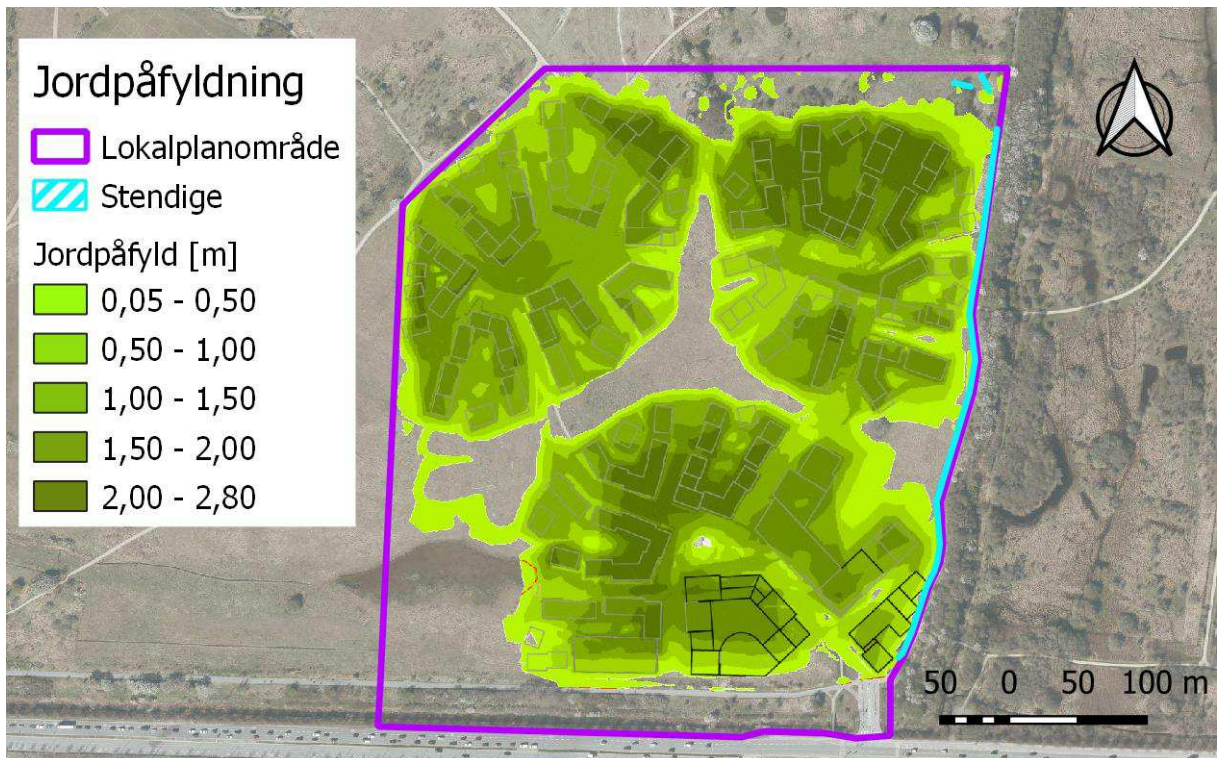 Jordpåfyldning
Lokalplanområde
Stendige
Jordpåfyld [m]
0,05 - 0,50
0,50 - 1,00
1,00 - 1,50
1,50 - 2,00
2,00 - 2,80
50 0 50 100 m